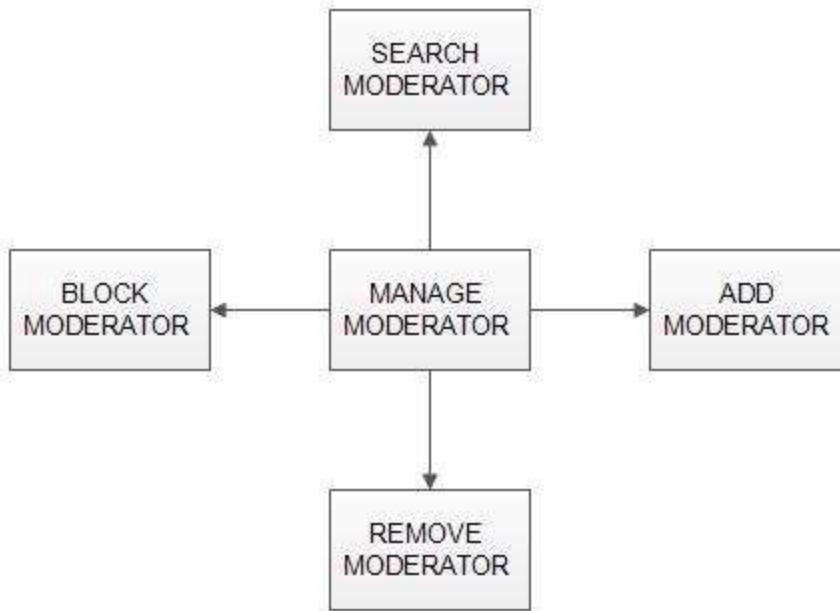 SEARCH
MODERATOR
BLOCK
MODERATOR
MANAGE
MODERATOR
ADD
MODERATOR
REMOVE
MODERATOR